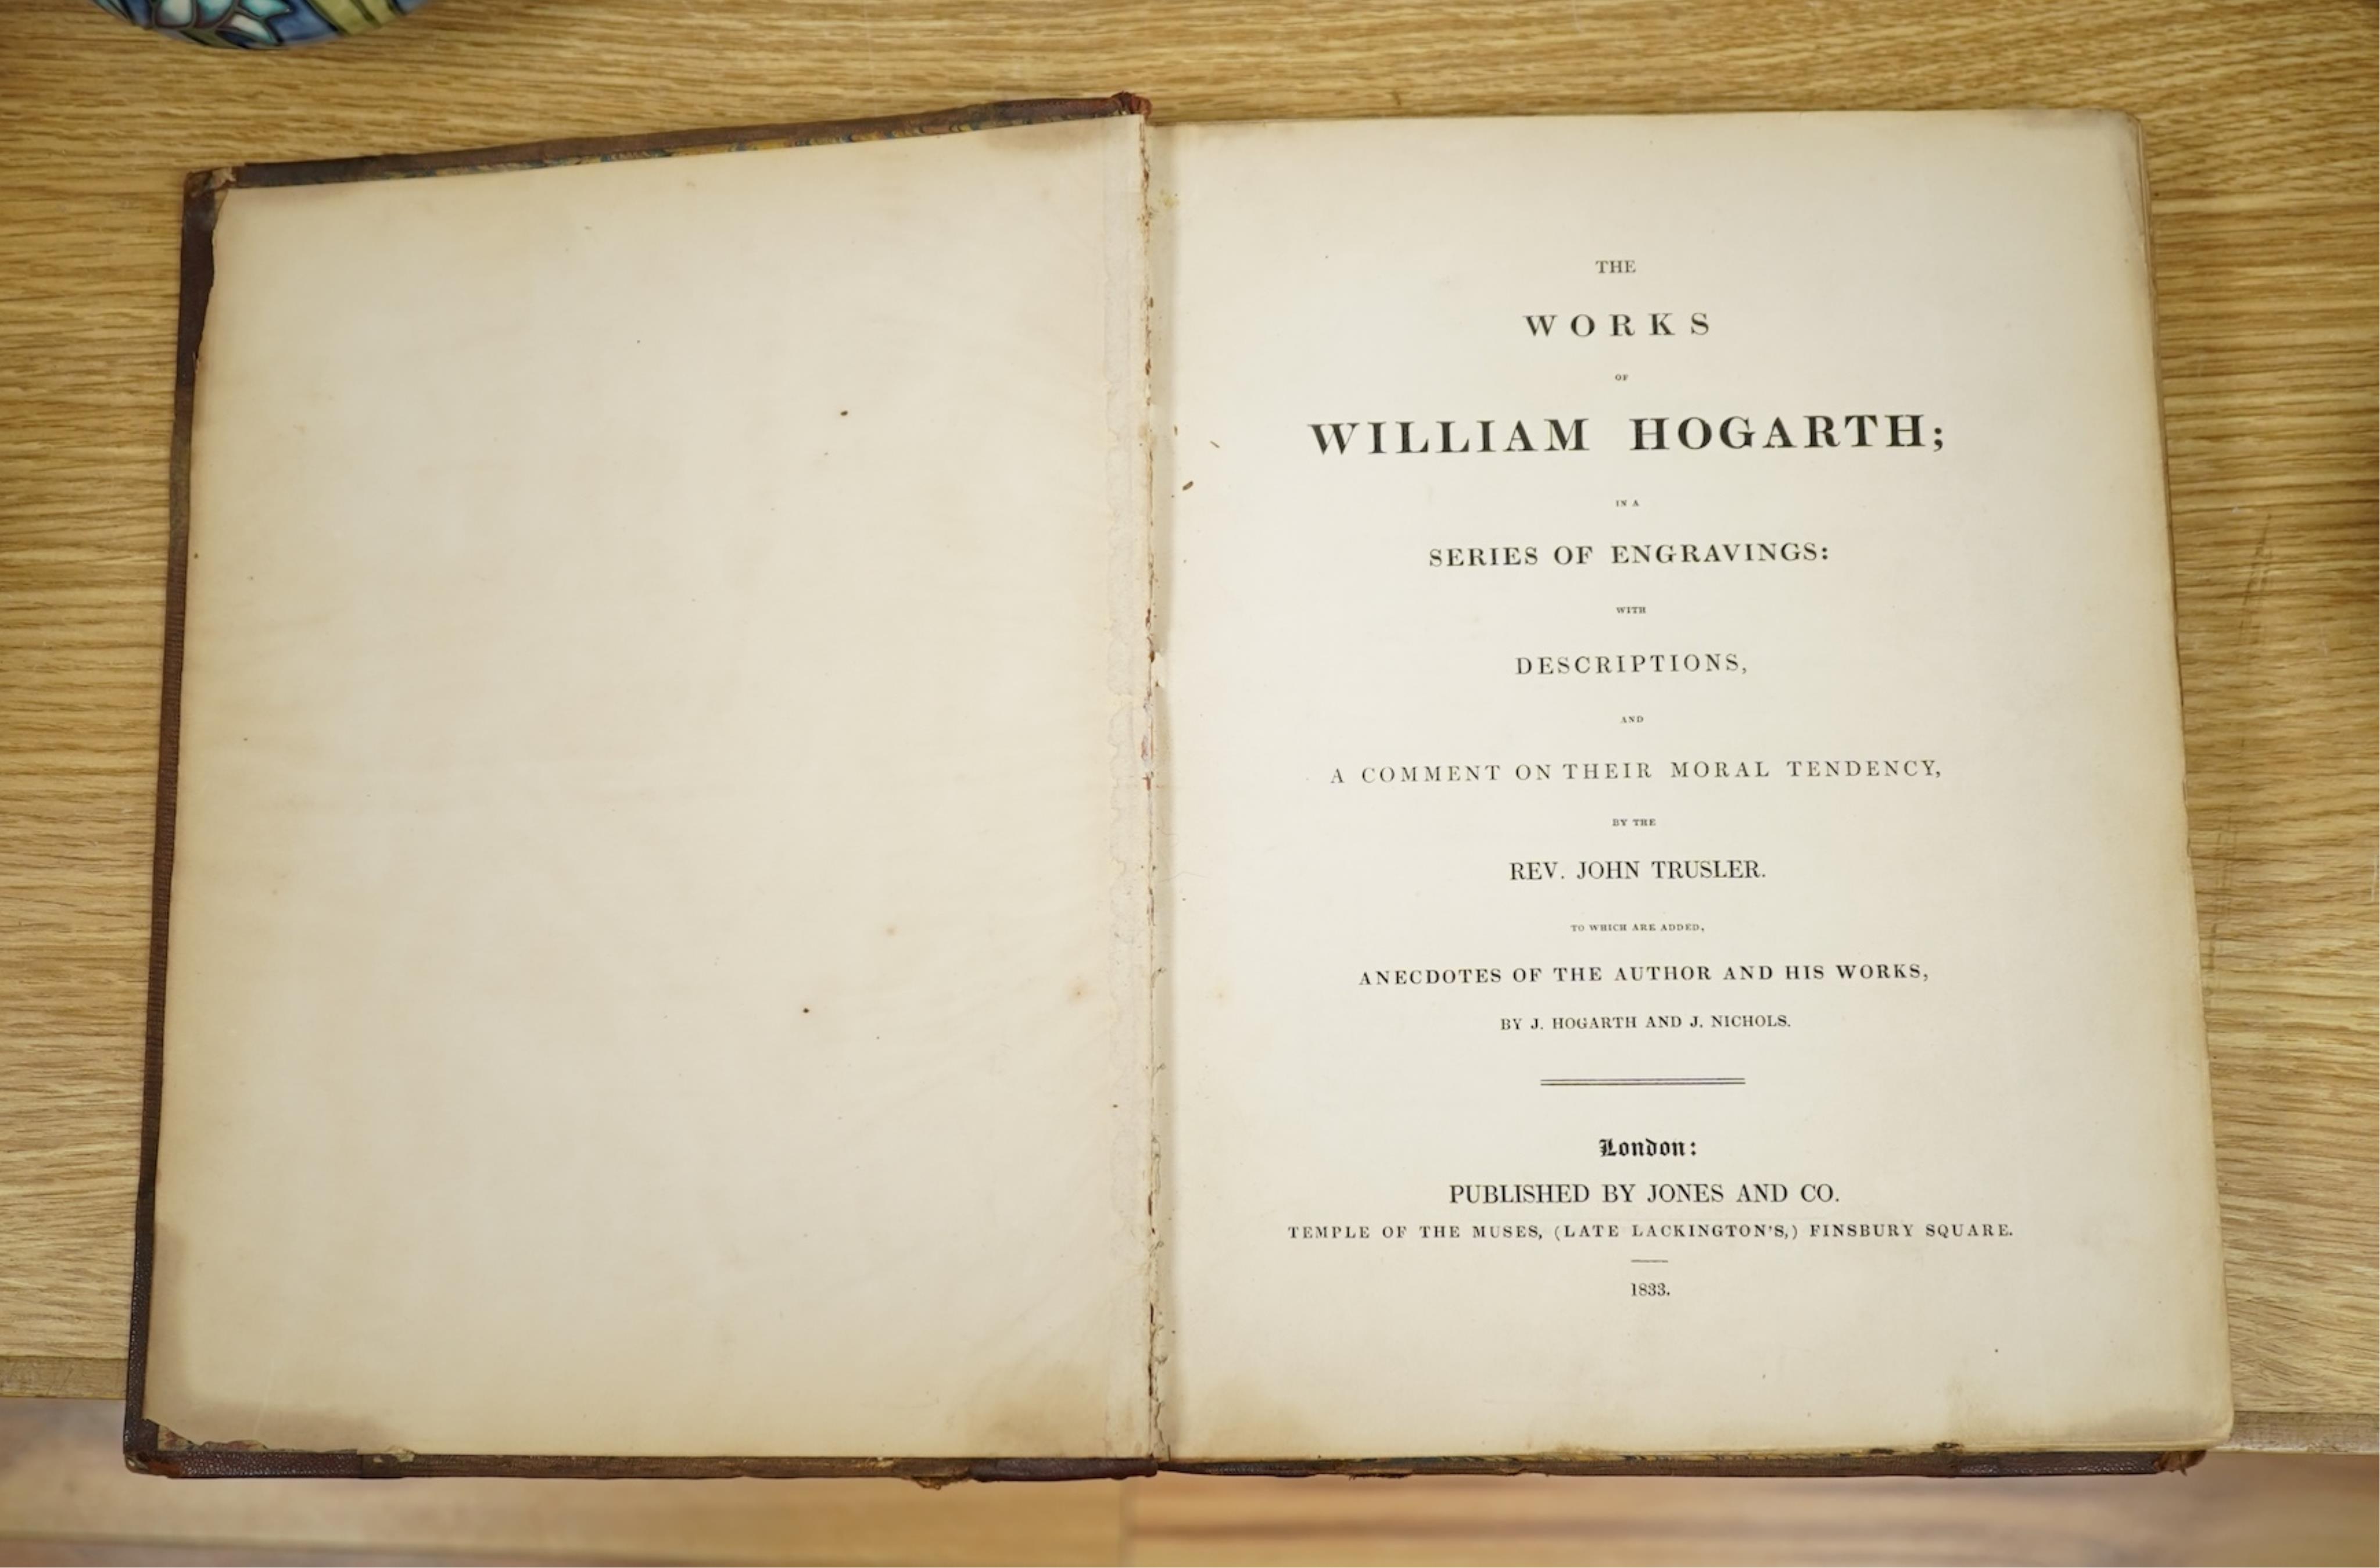 THE
WORKS
OF
WILLIAM HOGARTH;
IN A
SERIES OF ENGRAVINGS:
WITH
DESCRIPTIONS,
AND
A COMMENT ON THEIR MORAL TENDENCY,
BY THE
REV. JOHN TRUSLER.
TO WHICH ARE ADDED,
ANECDOTES OF THE AUTHOR AND HIS WORKS,
BY J. HOGARTH AND J. NICHOLS.
London:
PUBLISHED BY JONES AND CO.
TEMPLE OF THE MUSES, (LATE LACKINGTON'S,) FINSBURY SQUARE.
1833.